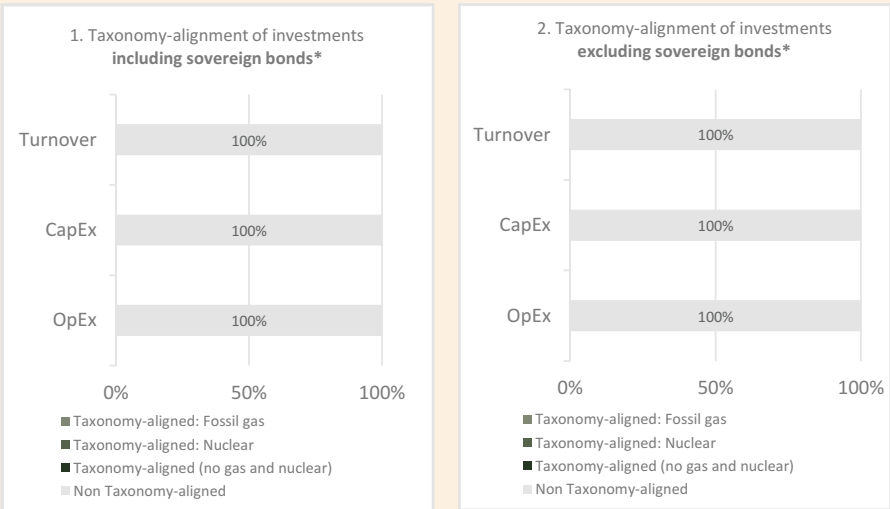 1. Taxonomy-alignment of investments
including sovereign bonds*
Turnover
100%
CapEx
100%
OpEx
100%
0%
50%
100%
Taxonomy-aligned: Fossil gas
Taxonomy-aligned: Nuclear
Taxonomy-aligned (no gas and nuclear)
Non Taxonomy-aligned
2. Taxonomy-alignment of investments
excluding sovereign bonds*
Turnover
100%
CapEx
100%
OpEx
100%
0%
50%
100%
Taxonomy-aligned: Fossil gas
Taxonomy-aligned: Nuclear
Taxonomy-aligned (no gas and nuclear)
Non Taxonomy-aligned